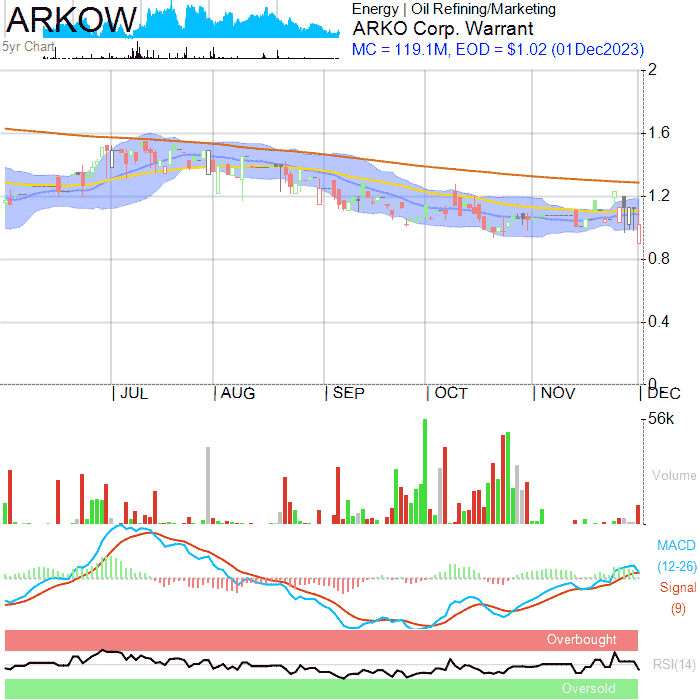 ARKOW
5yr Chart
Energy | Oil Refining/Marketing
ARKO Corp. Warrant
MC = 119.1M, EOD = $1.02 (01Dec2023)
2
1.6
1.2
0.8
0.4
0
JUL
AUG
SEP
OCT
NOV
DEC
56k
Volume
MACD
(12-26)
Signal
(9)
Overbought
RSI(14)
Oversold